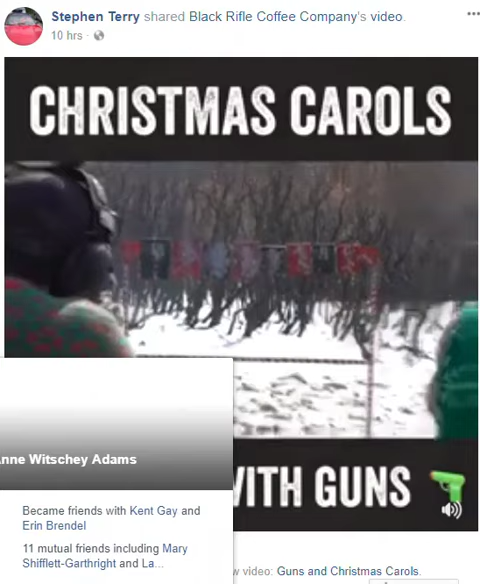 Stephen Terry shared Black Rifle Coffee Company's video.
10 hrs ·
CHRISTMAS CAROLS
WITH GUNS
nne Witschey Adams
Became friends with Kent Gay and
Erin Brendel
11 mutual friends including Mary
Shifflett-Garthright and La...
w video: Guns and Christmas Carols.